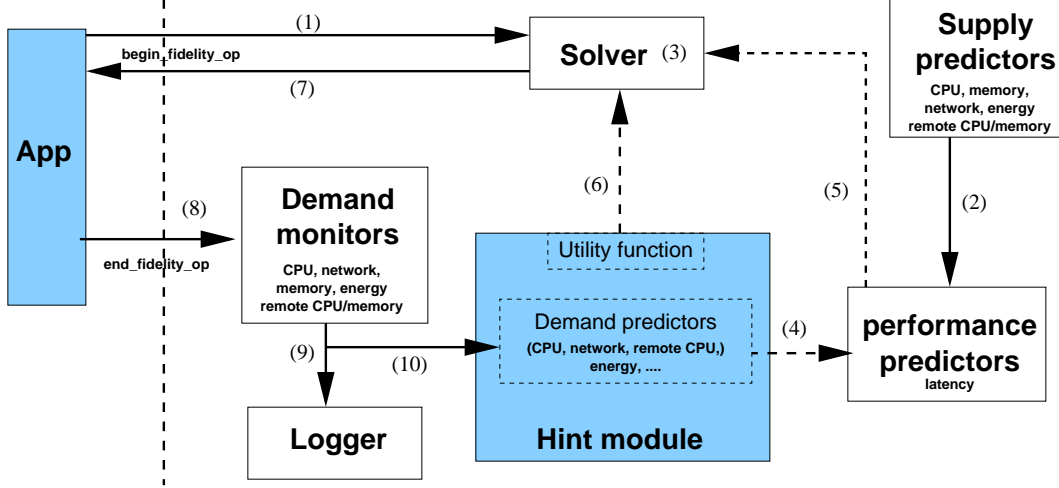 (1)
begin_fidelity_op
(7)
App
(8)
end_fidelity_op
Solver (3)
Supply
predictors
CPU, memory,
network, energy
remote CPU/memory
(2)
(5)
(6)
Demand
monitors
CPU, network,
memory, energy
remote CPU/memory
(9)
(10)
Logger
Utility function
Demand predictors
(CPU, network, remote CPU,)
energy, ....
Hint module
(4)
performance
predictors
latency